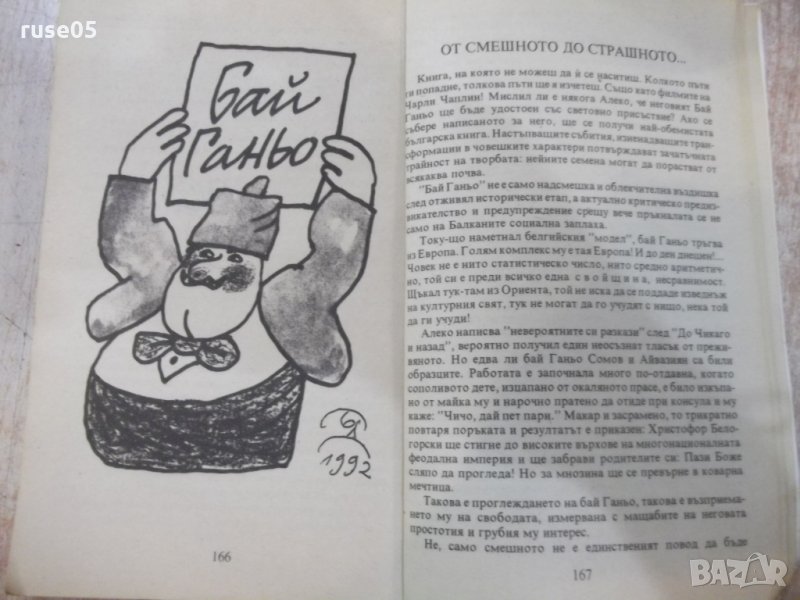 ruse05
Бай
Ганьо
1992
166
ОТ СМЕШНОТО ДО СТРАШНОТО...
Книга, на която не можеш да ѝ се наситиш. Колкото пъти
ти попадне, толкова пъти ще я изчетеш. Също като филмите на
Чарли Чаплин! Мислил ли е някога Алеко, че неговият Бай
Ганьо ще бъде удостоен със световно присъствие? Ако се
събере написаното за него, ще се получи най-обемистата
българска книга. Настъпващите събития, изненадващите тран-
сформации в човешките характери потвърждават зачатъчната
трайност на творбата: нейните семена могат да порастват от
всякаква почва.
"Бай Ганьо" не е само надсмешка и облекчителна въздишка
след отживял исторически етап, а актуално критическо предиз-
викателство и предупреждение срещу вече пръкналата се не
само на Балканите социална заплаха.
Току-що наметнал белгийския "модел", бай Ганьо тръгва
из Европа. Голям комплекс му е тая Европа! И до ден днешен!...
Човек не е нито статистическо число, нито средно аритметич-
но, той си е преди всичко една с в о й щ и н а, несравнимост.
Щъкал тук-там из Ориента, той не иска да се поддаде изведнъж
на културния свят, тук не могат да го учудят с нищо, нека той
да ги учуди!
Алеко написва "невероятните си разкази" след "До Чикаго
и назад", вероятно получил един неосъзнат тласък от прежи-
вяното. Но едва ли бай Ганьо Сомов и Айвазиян са били
образците. Работата е започнала много по-отдавна, когато
сополивото дете, изцапано от окаляното прасе, е било изкъпа-
но от майка му и нарочно пратено да отиде при консула и му
каже: "Чичо, дай пет пари." Макар и засрамено, то трикратно
повтаря поръката и резултатът е приказен: Христофор Бело-
горски ще стигне до високите върхове на многонационалната
феодална империя и ще забрави родителите си: Пази Боже
сляпо да прогледа! Но за мнозина ще се превърне в коварна
мечтица.
Такова е проглеждането на бай Ганьо, такова е възприема-
нето му на свободата, измервана с мащабите на неговата
простотия и грубия му интерес.
Не, само смешното не е единственият повод да бъде
167
BAZAR